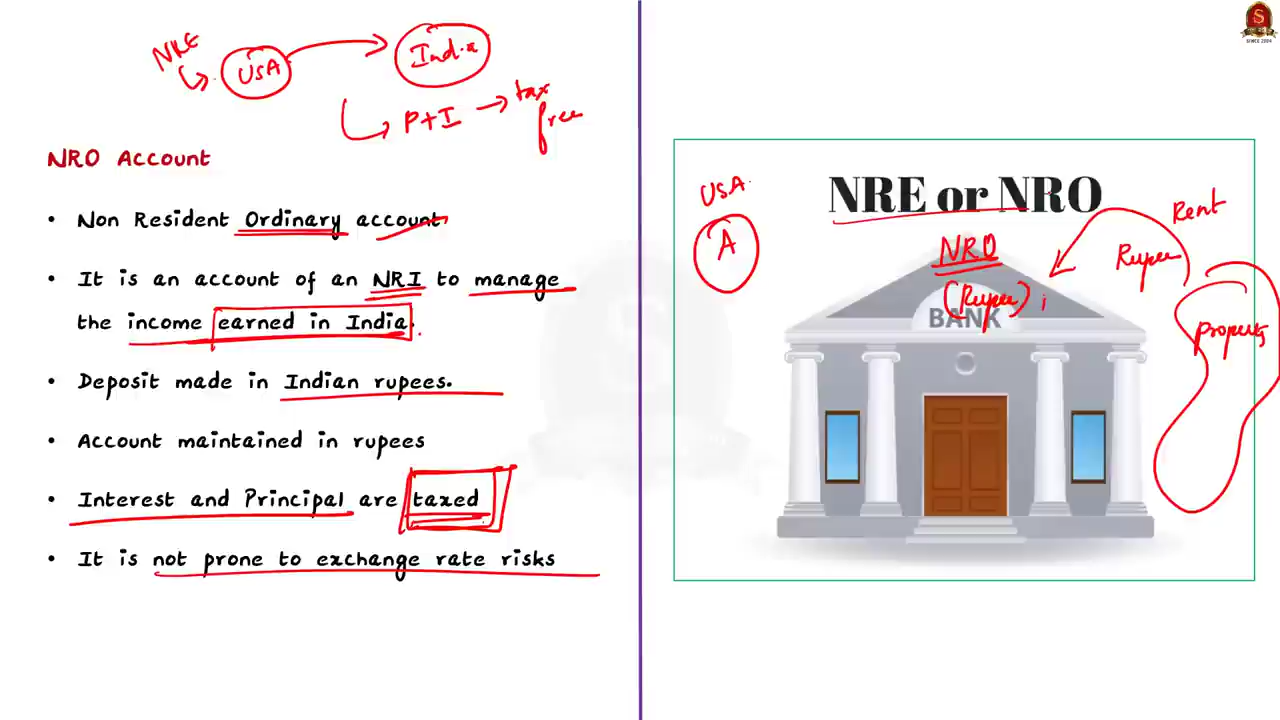 NRE
USA
India
P+I → tax free
NRO Account
• Non Resident Ordinary account
• It is an account of an NRI to manage
the income earned in India.
• Deposit made in Indian rupees.
• Account maintained in rupees
• Interest and Principal are taxed
• It is not prone to exchange rate risks
S
SINCE 2004
USA
A
NRE or NRO
NRO
(Rupee) ;
BANK
Rent
Rupee
Property